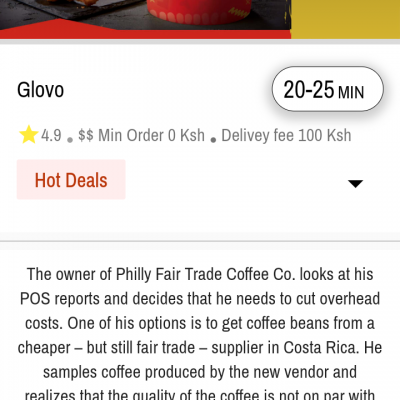 Glovo
20-25 MIN
4.9 $$ Min Order 0 Ksh Delivey fee 100 Ksh
Hot Deals
The owner of Philly Fair Trade Coffee Co. looks at his
POS reports and decides that he needs to cut overhead
costs. One of his options is to get coffee beans from a
cheaper – but still fair trade – supplier in Costa Rica. He
samples coffee produced by the new vendor and
realizes that the quality of the coffee is not on par with